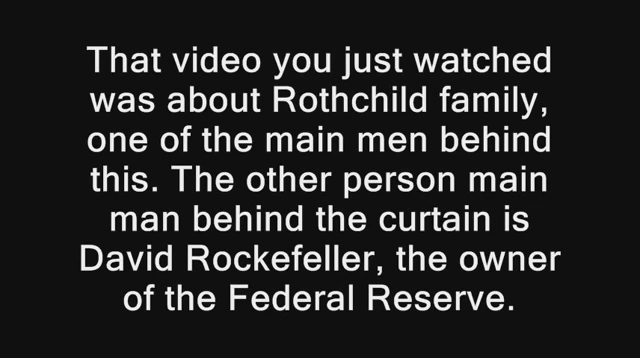 That video you just watched
was about Rothchild family,
one of the main men behind
this. The other person main
man behind the curtain is
David Rockefeller, the owner
of the Federal Reserve.